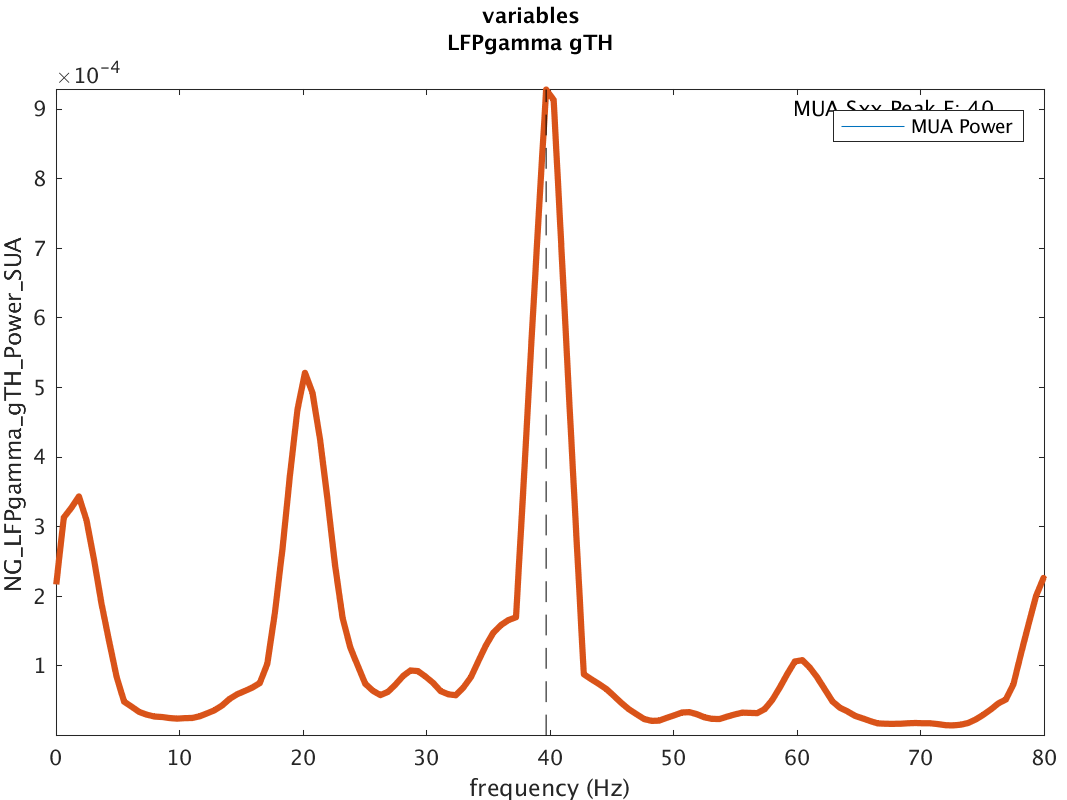 variables
LFPgamma gTH
×10⁻⁴
MUA Sxx Peak F: 40
MUA Power
9
8
7
6
5
4
3
2
1
NG_LFPgamma_gTH_Power_SUA
0 10 20 30 40 50 60 70 80
frequency (Hz)